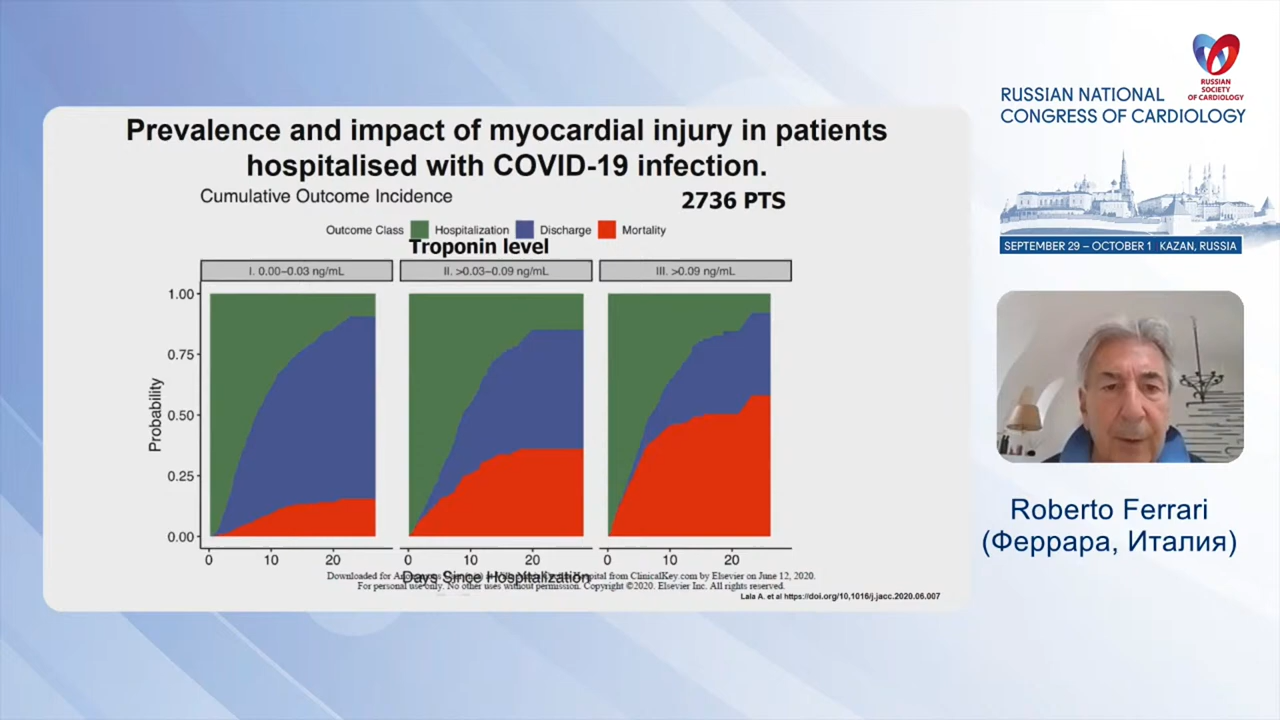 Prevalence and impact of myocardial injury in patients
hospitalised with COVID-19 infection.
Cumulative Outcome Incidence
2736 PTS
Outcome Class Hospitalization Discharge Mortality
Troponin level
I. 0.00–0.03 ng/mL
II. >0.03–0.09 ng/mL
III. >0.09 ng/mL
Probability
1.00
0.75
0.50
0.25
0.00
0 10 20
0 10 20
0 10 20
Days Since Hospitalization
Downloaded for Hospital from ClinicalKey.com by Elsevier on June 12, 2020.
For personal use only. No other uses without permission. Copyright ©2020. Elsevier Inc. All rights reserved.
Lala A. et al https://doi.org/10,1016/j.jacc.2020.06.007
RUSSIAN
SOCIETY
OF CARDIOLOGY
RUSSIAN NATIONAL
CONGRESS OF CARDIOLOGY
SEPTEMBER 29 – OCTOBER 1 KAZAN, RUSSIA
Roberto Ferrari
(Феррара, Италия)